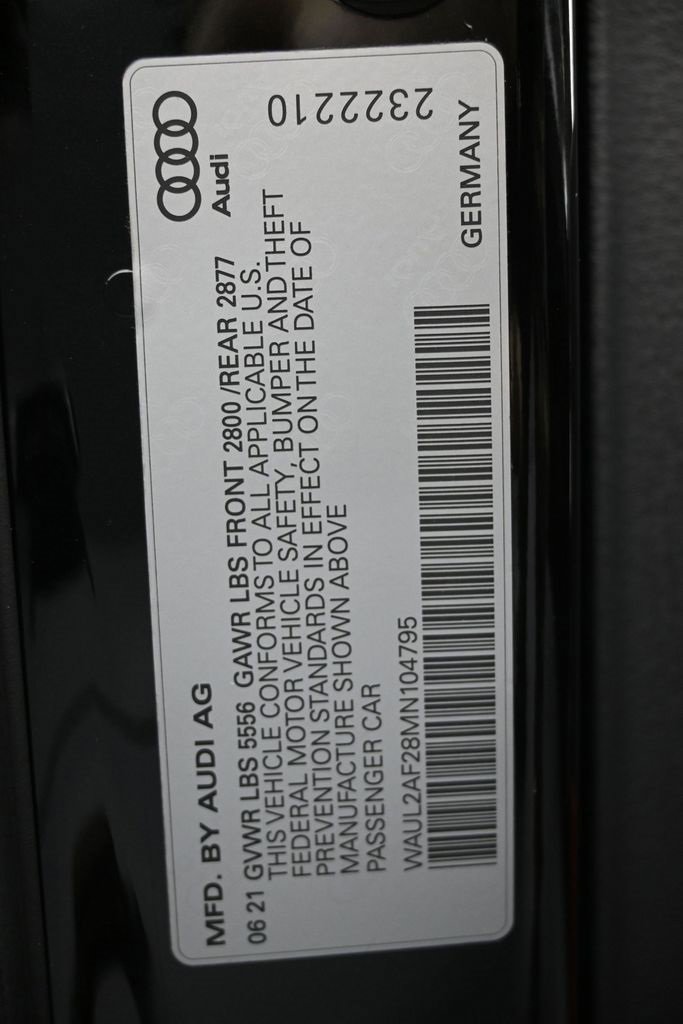 MFD. BY AUDI AG
Audi
06 21 GVWR LBS 5556 GAWR LBS FRONT 2800 /REAR 2877
THIS VEHICLE CONFORMS TO ALL APPLICABLE U.S.
FEDERAL MOTOR VEHICLE SAFETY, BUMPER AND THEFT
PREVENTION STANDARDS IN EFFECT ON THE DATE OF
MANUFACTURE SHOWN ABOVE
PASSENGER CAR
2322210
WAUL2AF28MN104795
GERMANY